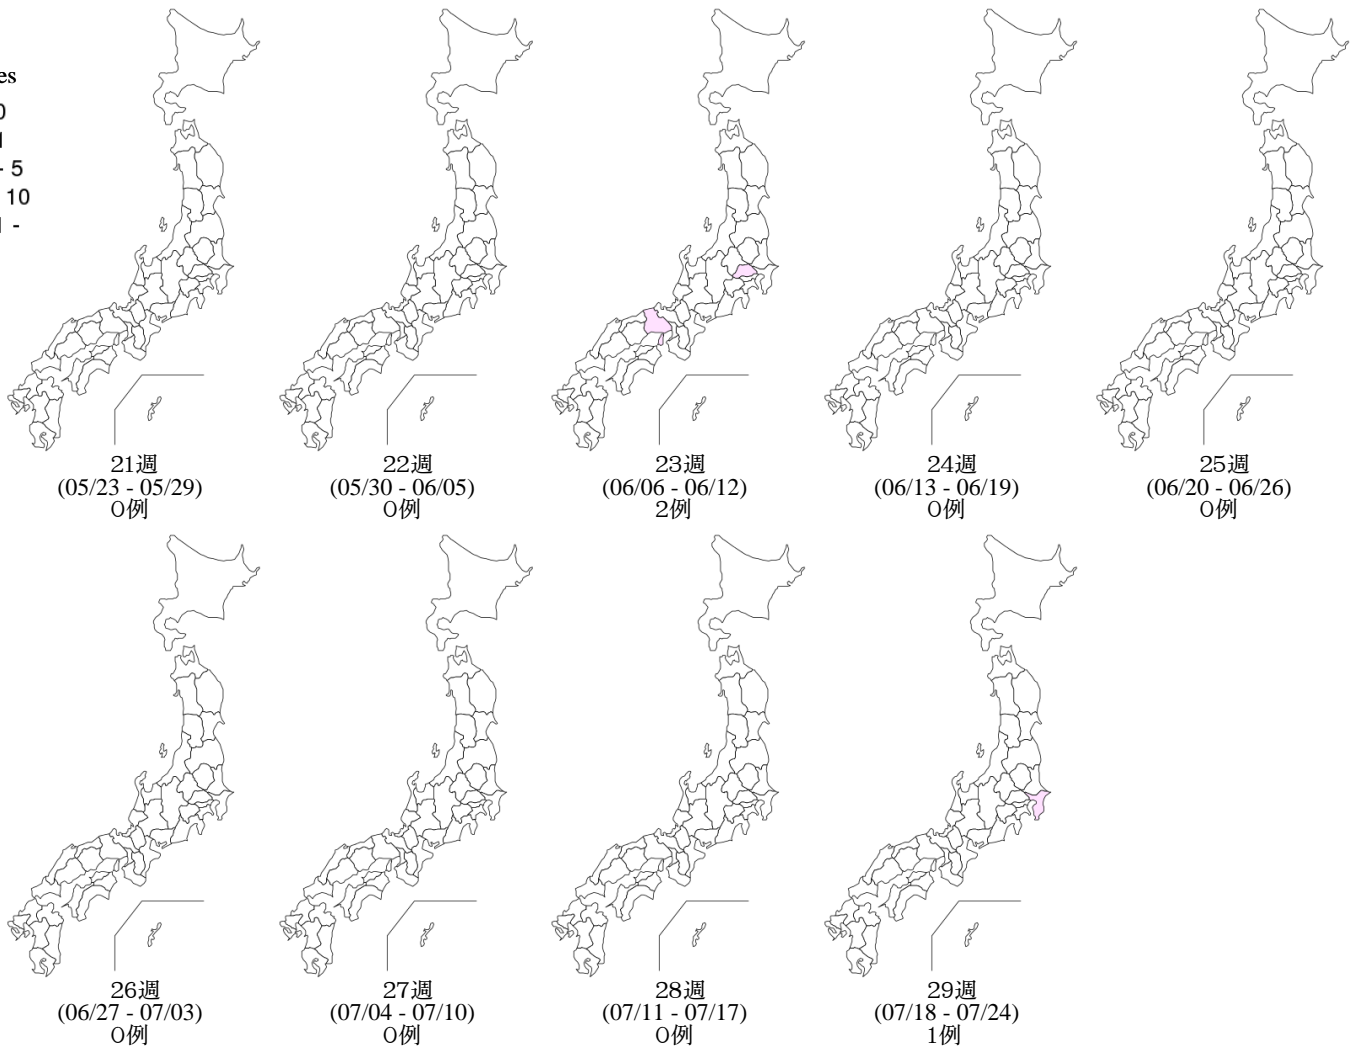 es
0
1
- 5
10
1 -
21週
(05/23 - 05/29)
0例
22週
(05/30 - 06/05)
0例
23週
(06/06 - 06/12)
2例
24週
(06/13 - 06/19)
0例
25週
(06/20 - 06/26)
0例
26週
(06/27 - 07/03)
0例
27週
(07/04 - 07/10)
0例
28週
(07/11 - 07/17)
0例
29週
(07/18 - 07/24)
1例